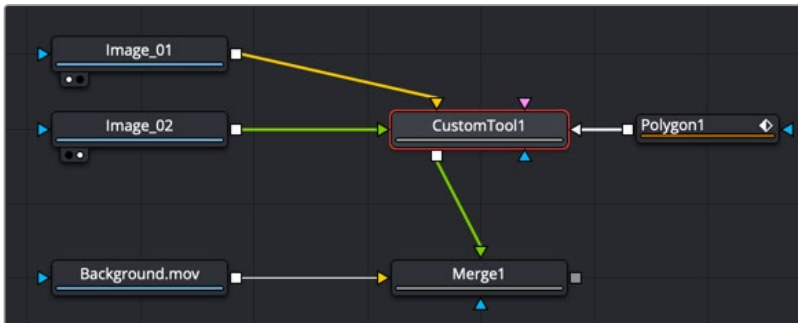 Image_01
Image_02
CustomTool1
Polygon1
Background.mov
Merge1